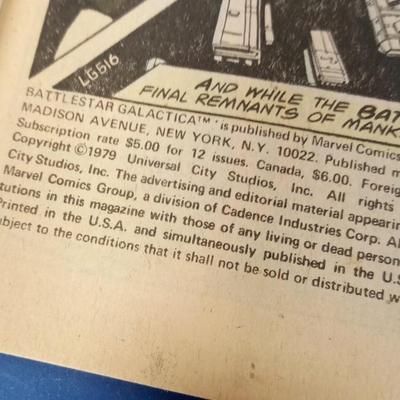 LG516
AND WHILE THE BAT
FINAL REMNANTS OF MANK
BATTLESTAR GALACTICA™ is published by Marvel Comics
MADISON AVENUE, NEW YORK, N.Y. 10022. Published m
Subscription rate $5.00 for 12 issues. Canada, $6.00. Foreig
Copyright ©1979 Universal City Studios, Inc. All rights
City Studios, Inc. The advertising and editorial material appearin
Marvel Comics Group, a division of Cadence Industries Corp. A
tutions in this magazine with those of any living or dead person
Printed in the U.S.A. and simultaneously published in the U.S
bject to the conditions that it shall not be sold or distributed w